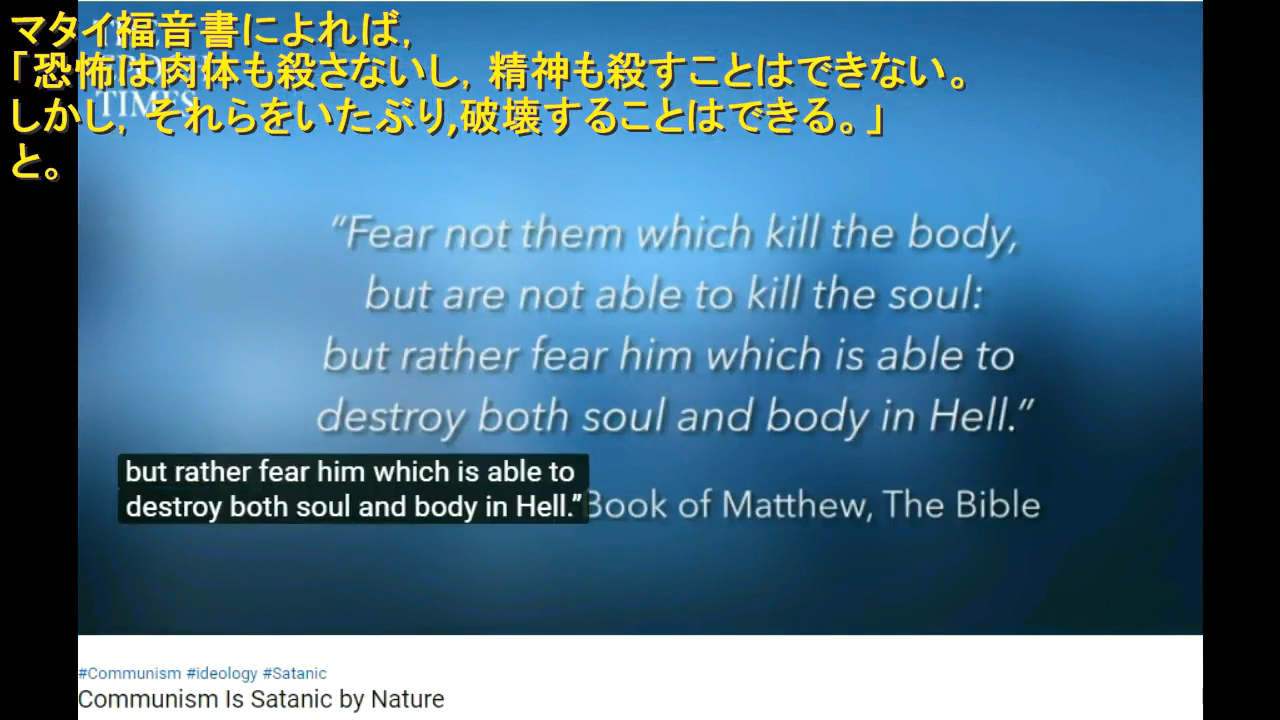 マタイ福音書によれば,
「恐怖は肉体も殺さないし, 精神も殺すことはできない。
しかし, それらをいたぶり,破壊することはできる。」
と。
TIMES
“Fear not them which kill the body,
but are not able to kill the soul:
but rather fear him which is able to
destroy both soul and body in Hell.”
but rather fear him which is able to
destroy both soul and body in Hell.”
Book of Matthew, The Bible
#Communism #ideology #Satanic
Communism Is Satanic by Nature